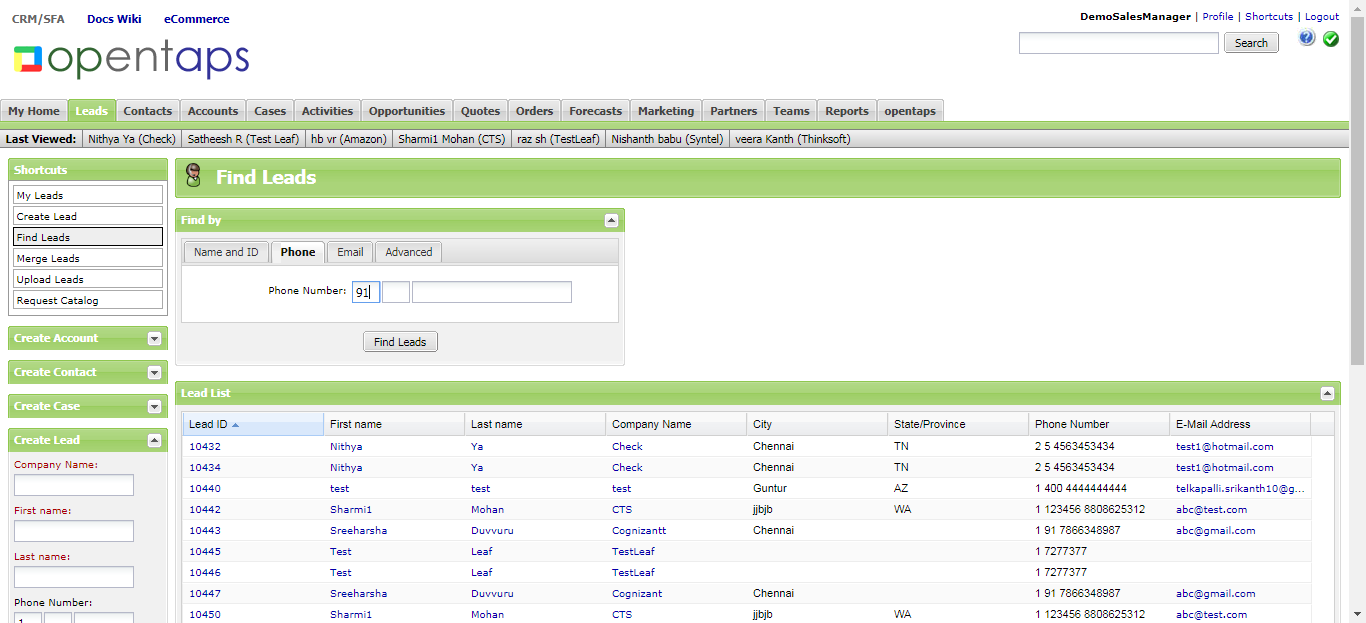 CRM/SFA Docs Wiki eCommerce
DemoSalesManager | Profile | Shortcuts | Logout
opentaps
Search
My Home Leads Contacts Accounts Cases Activities Opportunities Quotes Orders Forecasts Marketing Partners Teams Reports opentaps
Last Viewed: Nithya Ya (Check) Satheesh R (Test Leaf) hb vr (Amazon) Sharmi1 Mohan (CTS) raz sh (TestLeaf) Nishanth babu (Syntel) veera Kanth (Thinksoft)
Shortcuts
My Leads
Create Lead
Find Leads
Merge Leads
Upload Leads
Request Catalog
Create Account
Create Contact
Create Case
Create Lead
Company Name:
First name:
Last name:
Phone Number:
1
Find Leads
Find by
Name and ID Phone Email Advanced
Phone Number: 91
Find Leads
Lead List
Lead ID First name Last name Company Name City State/Province Phone Number E-Mail Address
10432 Nithya Ya Check Chennai TN 2 5 4563453434 test1@hotmail.com
10434 Nithya Ya Check Chennai TN 2 5 4563453434 test1@hotmail.com
10440 test test test Guntur AZ 1 400 4444444444 telkapalli.srikanth10@g...
10442 Sharmi1 Mohan CTS jjbjb WA 1 123456 8808625312 abc@test.com
10443 Sreeharsha Duvvuru Cognizantt Chennai 1 91 7866348987 abc@gmail.com
10445 Test Leaf TestLeaf 1 7277377
10446 Test Leaf TestLeaf 1 7277377
10447 Sreeharsha Duvvuru Cognizant Chennai 1 91 7866348987 abc@gmail.com
10450 Sharmi1 Mohan CTS jjbjb WA 1 123456 8808625312 abc@test.com